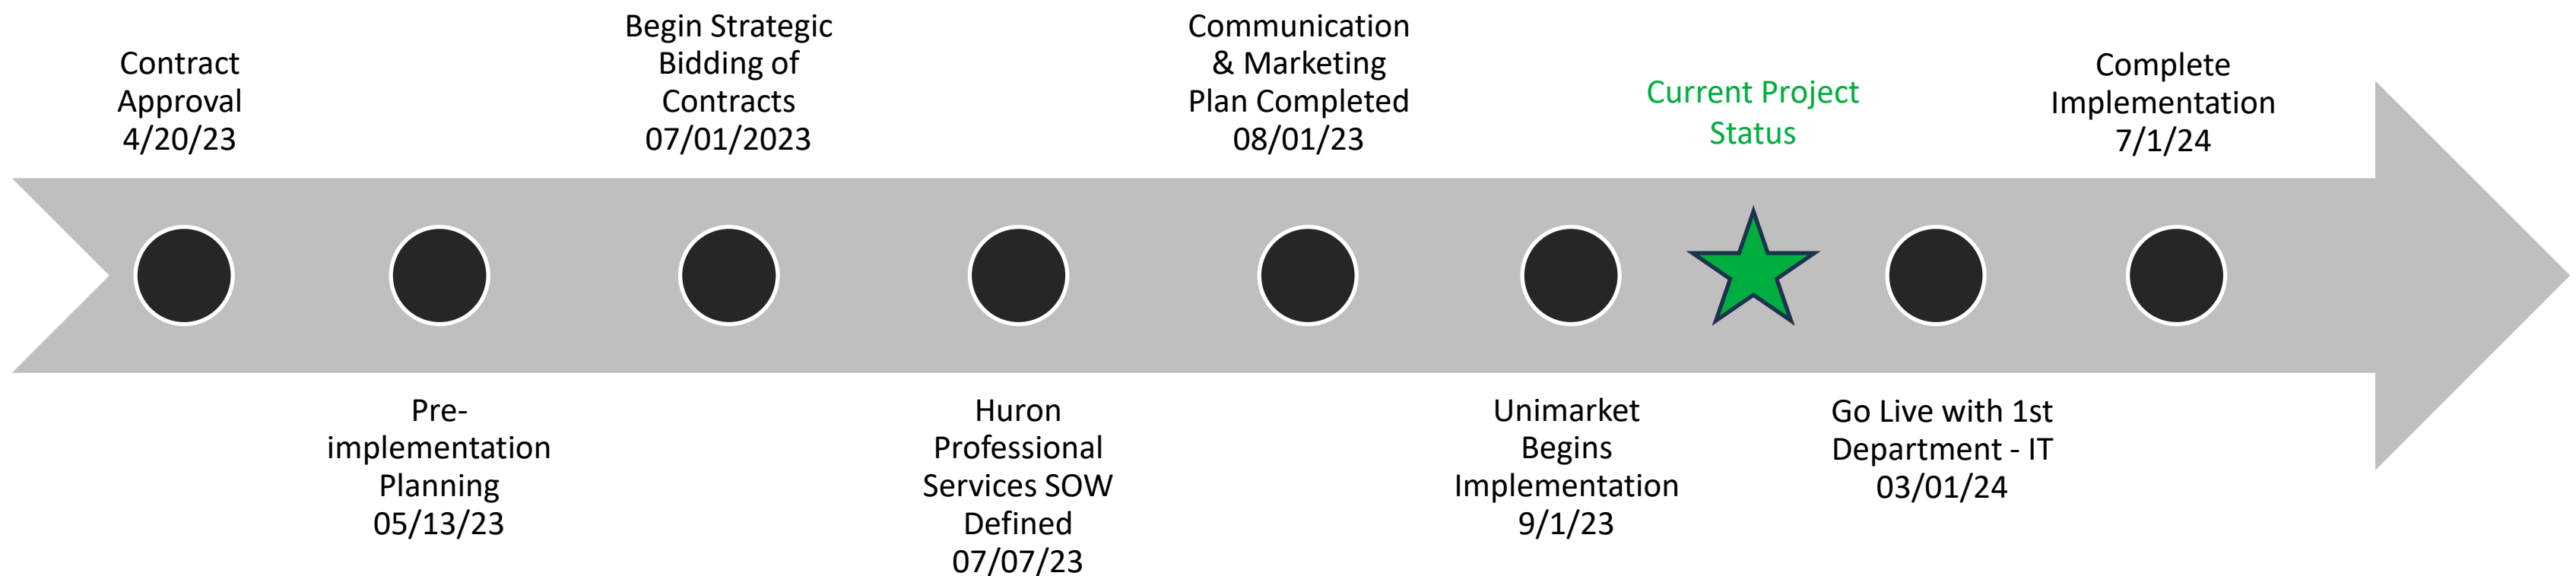 Contract
Approval
4/20/23
Pre-
implementation
Planning
05/13/23
Begin Strategic
Bidding of
Contracts
07/01/2023
Huron
Professional
Services SOW
Defined
07/07/23
Communication
& Marketing
Plan Completed
08/01/23
Unimarket
Begins
Implementation
9/1/23
Current Project
Status
Go Live with 1st
Department - IT
03/01/24
Complete
Implementation
7/1/24